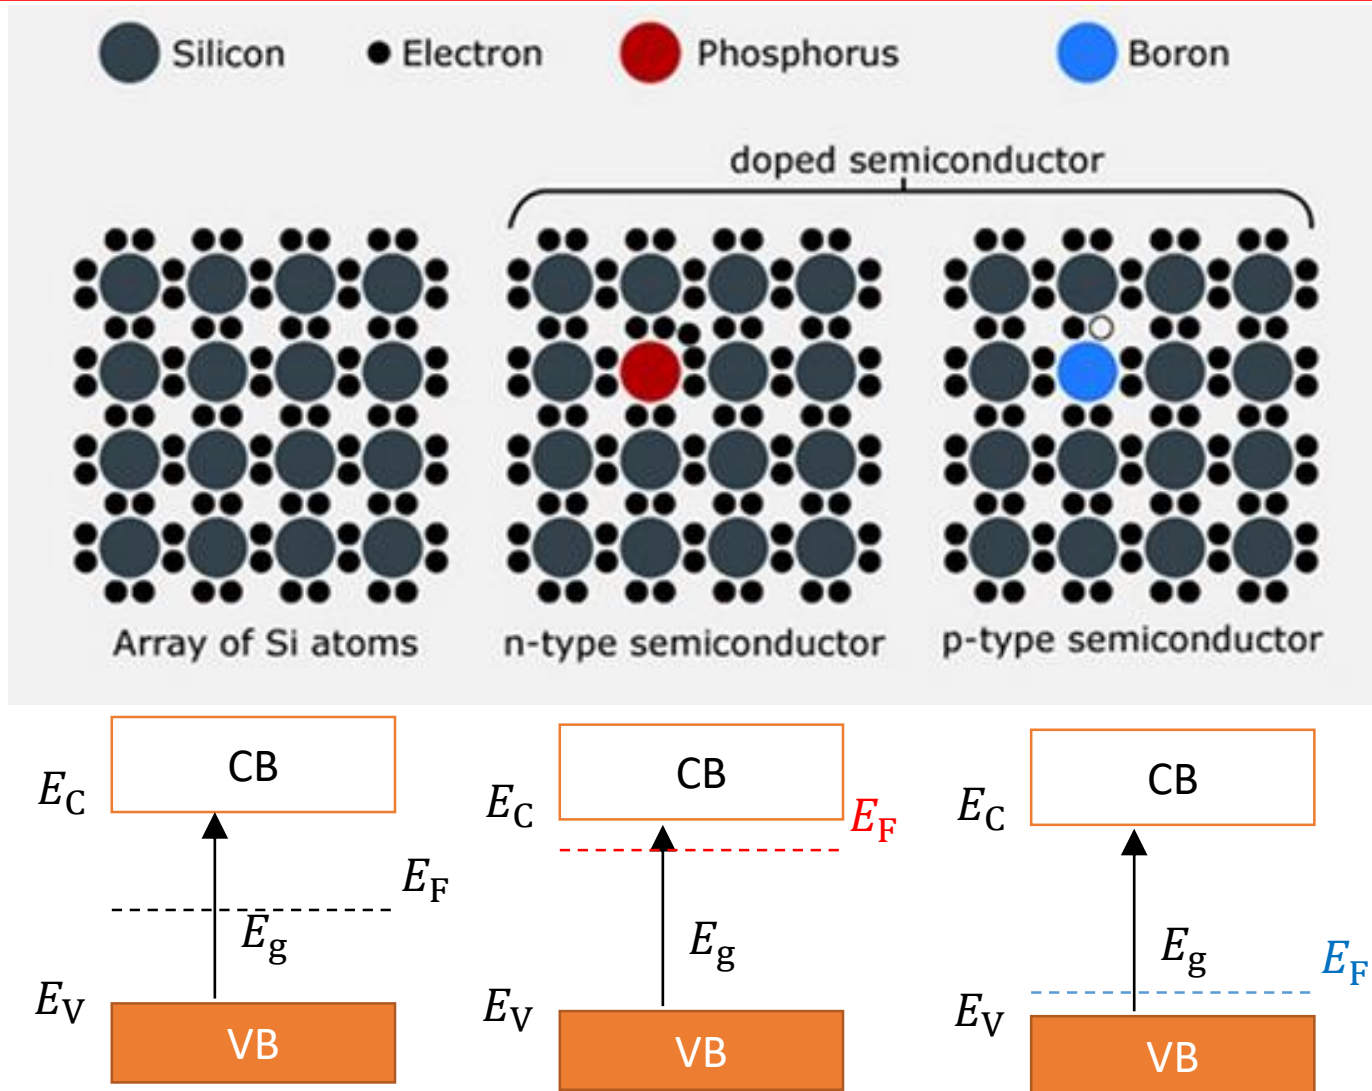 Silicon Electron Phosphorus Boron
doped semiconductor
Array of Si atoms n-type semiconductor p-type semiconductor
CB CB CB
E_C E_C E_F E_C
E_F
E_g E_g E_g E_F
E_V E_V E_V
VB VB VB